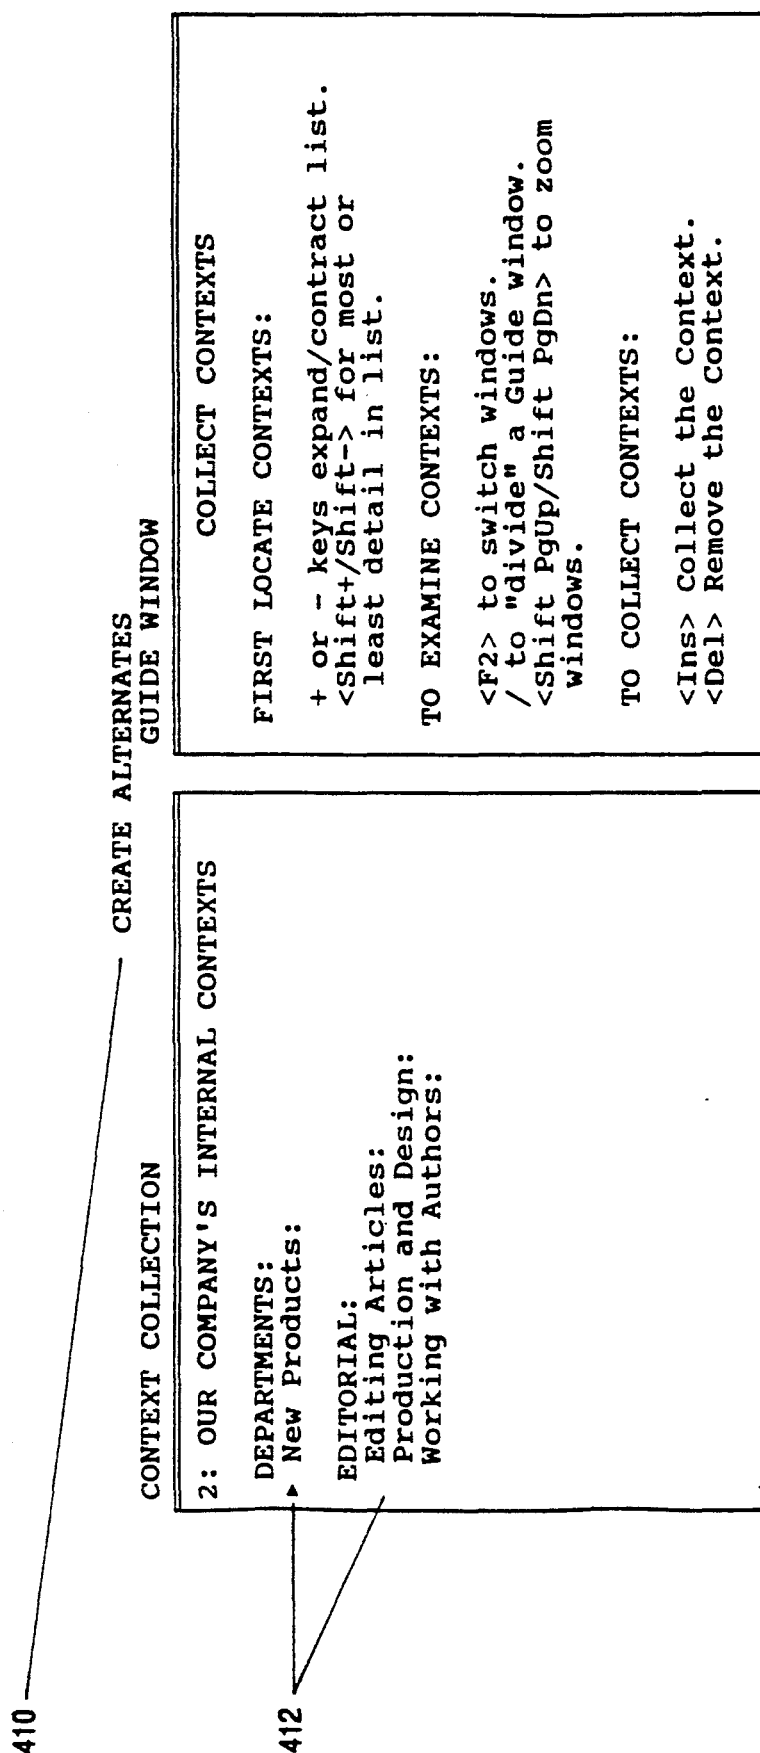 410
CREATE ALTERNATES
GUIDE WINDOW
CONTEXT COLLECTION
412
2: OUR COMPANY'S INTERNAL CONTEXTS
DEPARTMENTS:
▸ New Products:
EDITORIAL:
Editing Articles:
Production and Design:
Working with Authors:
COLLECT CONTEXTS
FIRST LOCATE CONTEXTS:
+ or - keys expand/contract list.
<Shift+/Shift-> for most or
least detail in list.
TO EXAMINE CONTEXTS:
<F2> to switch windows.
/ to "divide" a Guide window.
<Shift PgUp/Shift PgDn> to zoom
windows.
TO COLLECT CONTEXTS:
<Ins> Collect the Context.
<Del> Remove the Context.